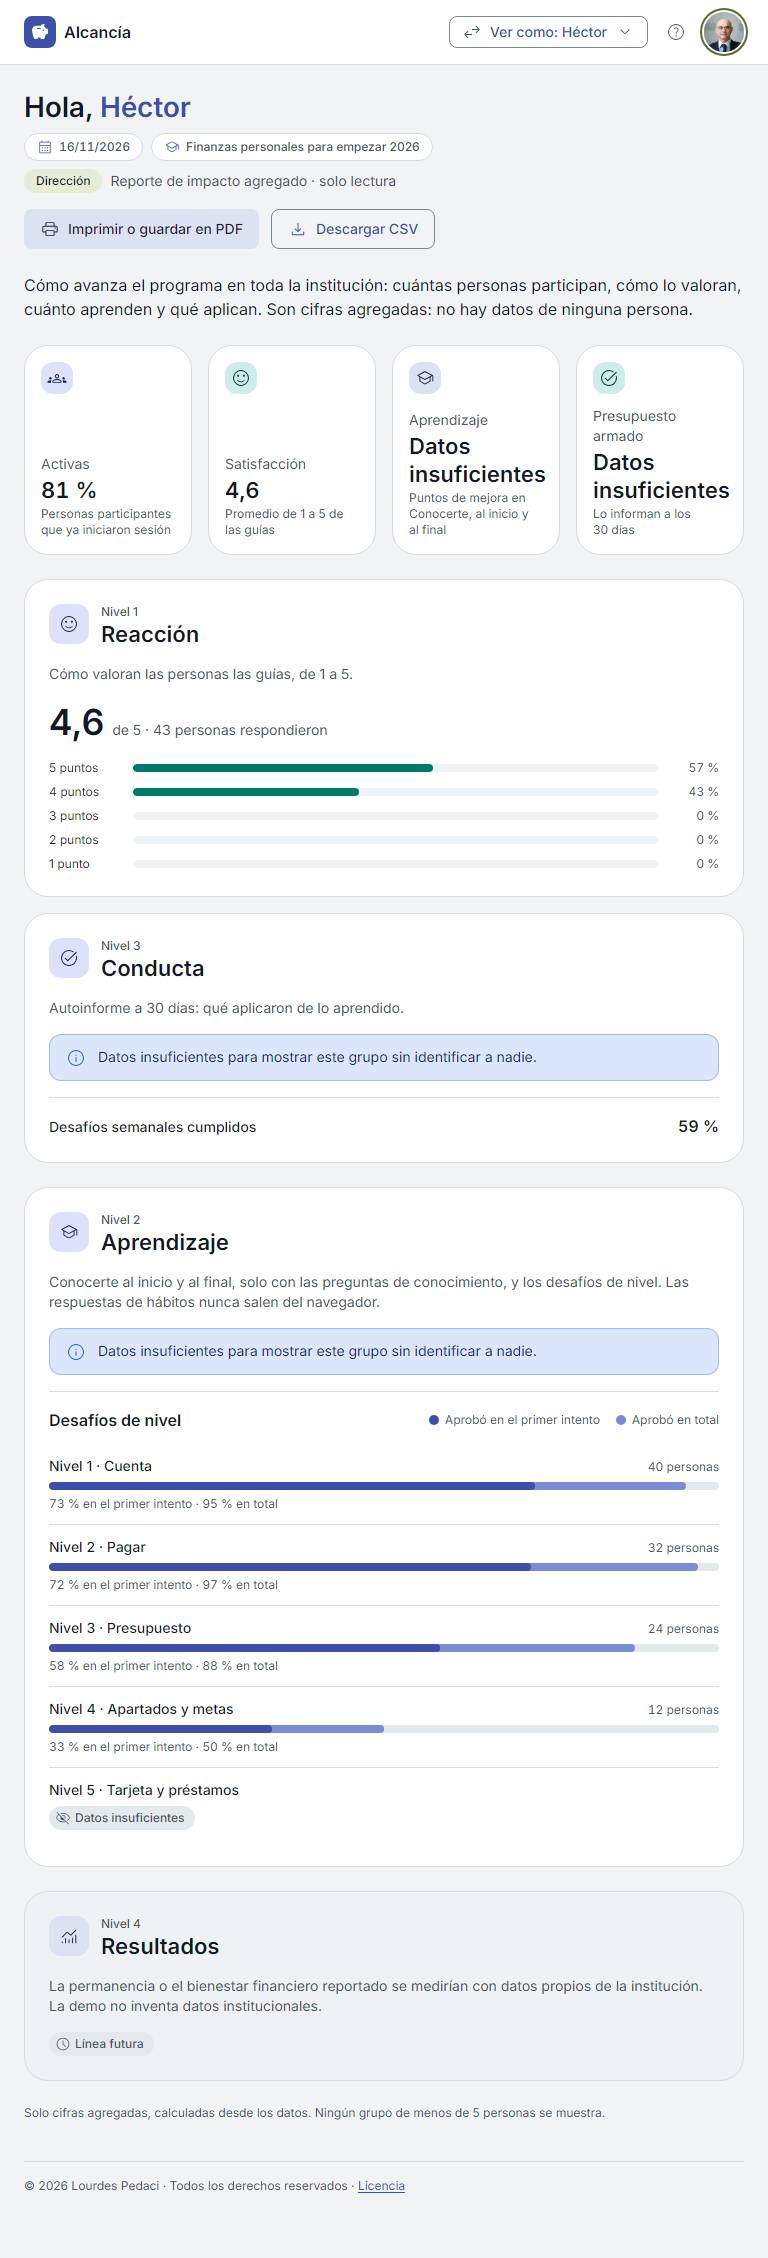 Alcancía
Ver como: Héctor
Hola, Héctor
16/11/2026
Finanzas personales para empezar 2026
Dirección
Reporte de impacto agregado · solo lectura
Imprimir o guardar en PDF
Descargar CSV
Cómo avanza el programa en toda la institución: cuántas personas participan, cómo lo valoran,
cuánto aprenden y qué aplican. Son cifras agregadas: no hay datos de ninguna persona.
Activas
81 %
Personas participantes
que ya iniciaron sesión
Satisfacción
4,6
Promedio de 1 a 5 de
las guías
Aprendizaje
Datos
insuficientes
Puntos de mejora en
Conocerte, al inicio y
al final
Presupuesto
armado
Datos
insuficientes
Lo informan a los
30 días
Nivel 1
Reacción
Cómo valoran las personas las guías, de 1 a 5.
4,6 de 5 · 43 personas respondieron
5 puntos 57 %
4 puntos 43 %
3 puntos 0 %
2 puntos 0 %
1 punto 0 %
Nivel 3
Conducta
Autoinforme a 30 días: qué aplicaron de lo aprendido.
Datos insuficientes para mostrar este grupo sin identificar a nadie.
Desafíos semanales cumplidos 59 %
Nivel 2
Aprendizaje
Conocerte al inicio y al final, solo con las preguntas de conocimiento, y los desafíos de nivel. Las
respuestas de hábitos nunca salen del navegador.
Datos insuficientes para mostrar este grupo sin identificar a nadie.
Desafíos de nivel
Aprobó en el primer intento
Aprobó en total
Nivel 1 · Cuenta 40 personas
73 % en el primer intento · 95 % en total
Nivel 2 · Pagar 32 personas
72 % en el primer intento · 97 % en total
Nivel 3 · Presupuesto 24 personas
58 % en el primer intento · 88 % en total
Nivel 4 · Apartados y metas 12 personas
33 % en el primer intento · 50 % en total
Nivel 5 · Tarjeta y préstamos
Datos insuficientes
Nivel 4
Resultados
La permanencia o el bienestar financiero reportado se medirían con datos propios de la institución.
La demo no inventa datos institucionales.
Línea futura
Solo cifras agregadas, calculadas desde los datos. Ningún grupo de menos de 5 personas se muestra.
© 2026 Lourdes Pedaci · Todos los derechos reservados · Licencia